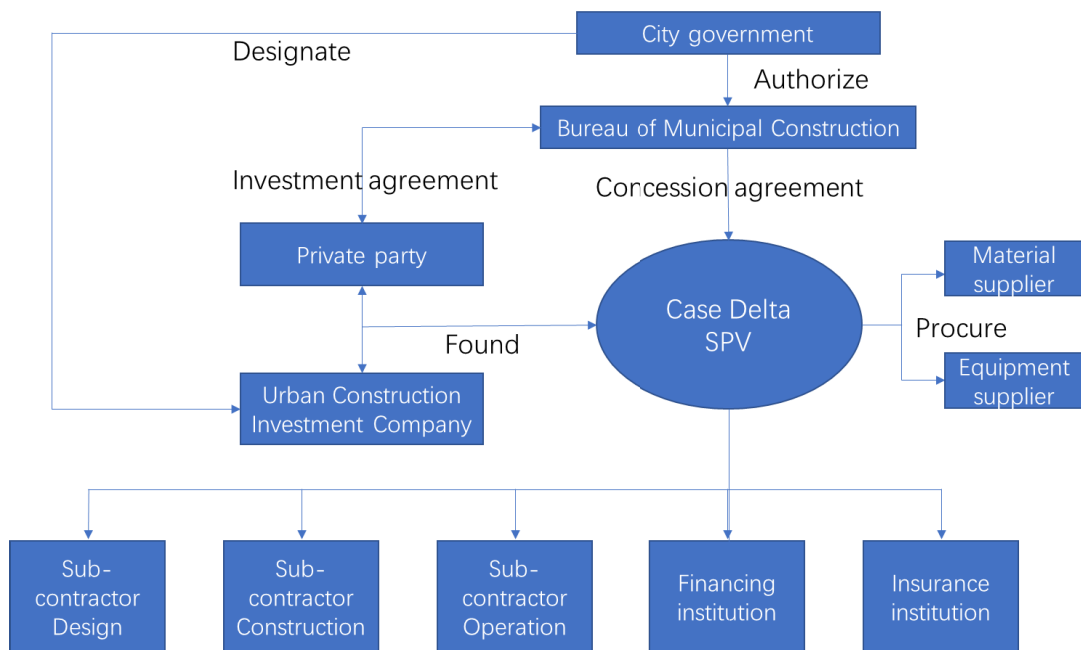 City government
Designate
Authorize
Bureau of Municipal Construction
Investment agreement
Concession agreement
Private party
Material
supplier
Case Delta
SPV
Procure
Found
Equipment
supplier
Urban Construction
Investment Company
Sub-
contractor
Design
Sub-
contractor
Construction
Sub-
contractor
Operation
Financing
institution
Insurance
institution